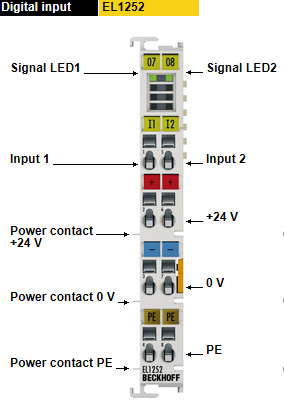 Digital input EL1252
Signal LED1
07 08
Signal LED2
I1 I2
Input 1
Input 2
+ +
+24 V
Power contact
+24 V
− −
0 V
Power contact 0 V
PE PE
PE
Power contact PE
EL1252
BECKHOFF